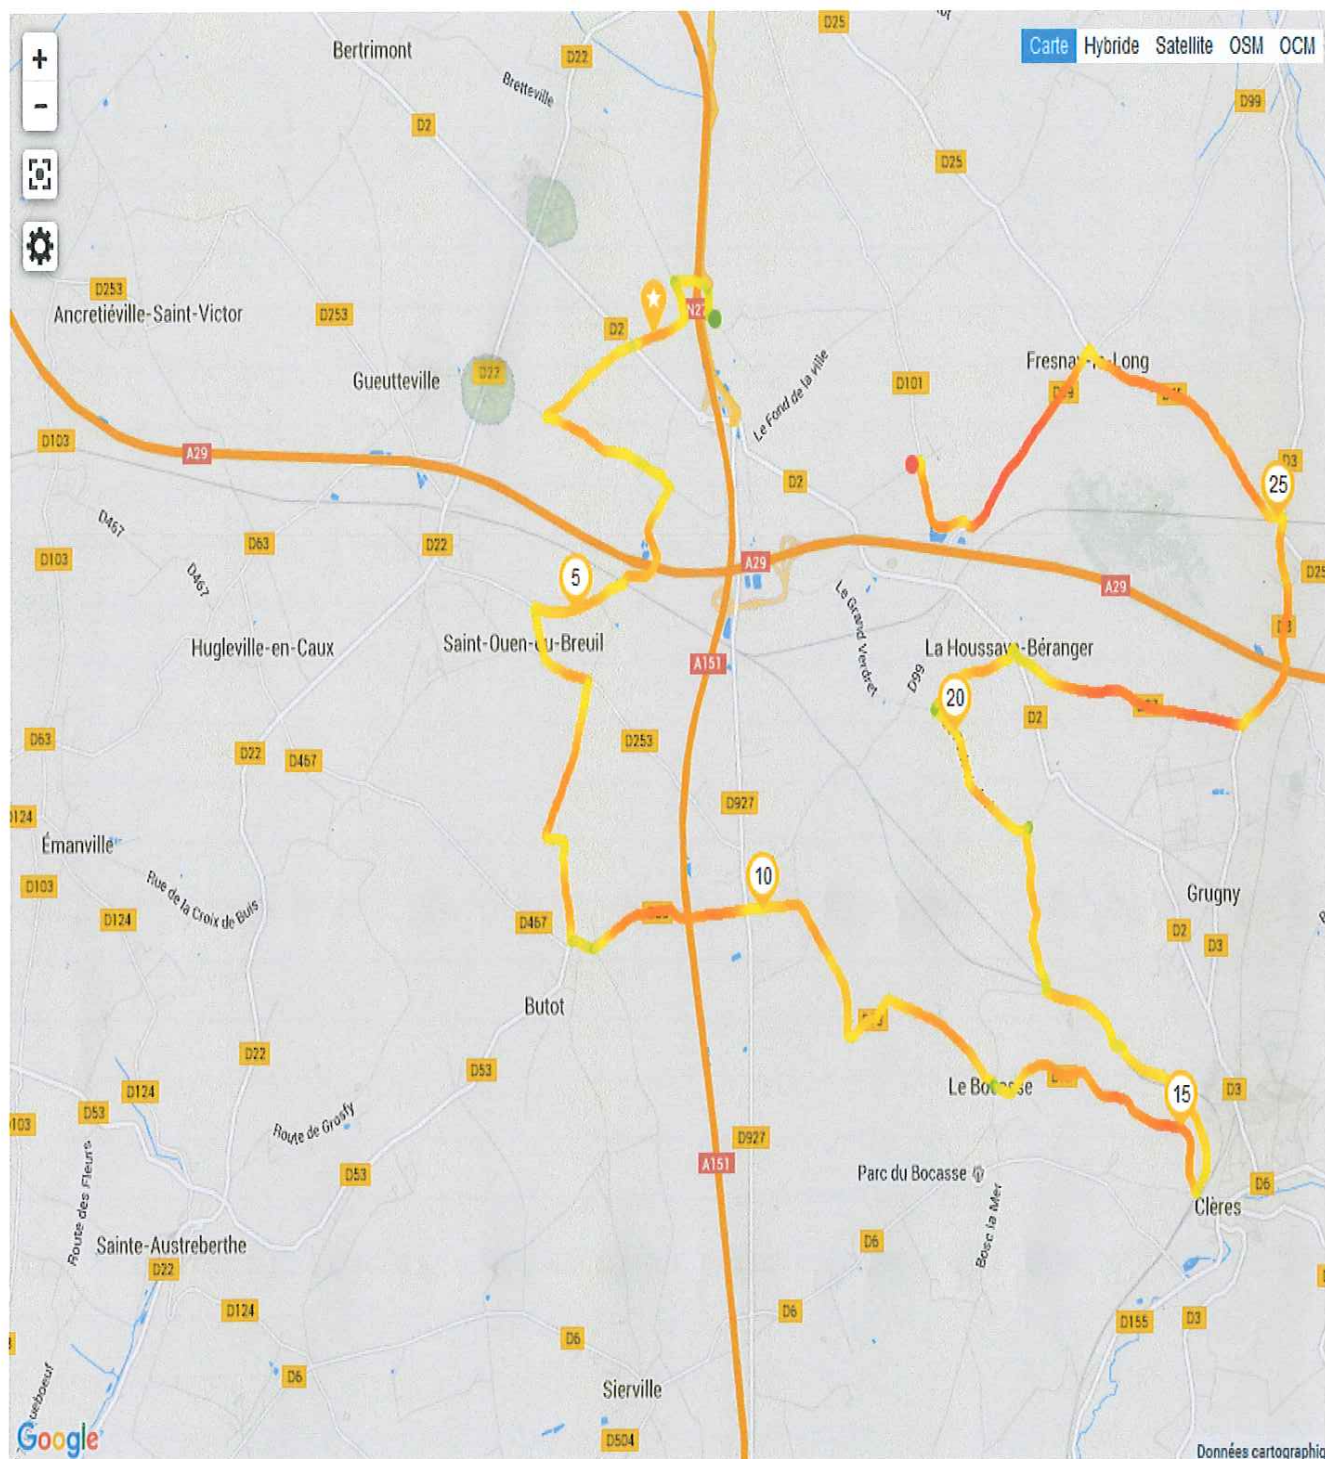 D25
Carte Hybride Satellite OSM OCM
+
-
Bertrimont
D22
Bretteville
D99
D2
D25
D253
Ancretiéville-Saint-Victor
D253
D2
N27
Gueutteville
D22
Le Fond de la ville
D101
Fresnay-le-Long
D103
A29
D2
D3
25
D467
D63
D22
D103
D467
A29
D25
5
A29
Le Grand Verdret
Hugleville-en-Caux
Saint-Ouen-du-Breuil
La Houssaye-Béranger
D3
A151
D99
20
D2
D63
D22
D467
D253
D927
D124
Émanville
10
D103
Rue de la Croix de Buis
Grugny
D124
D467
D2
D3
Butot
D22
D53
D124
Le Bocasse
15
D3
D53
D103
Route de Grosfy
D927
A151
D53
Parc du Bocasse
D6
Route des Fleurs
Bosc la Mer
Clères
Sainte-Austreberthe
D6
D22
D124
D6
D155
D3
D6
D6
Sierville
D504
Google
Données cartographiq